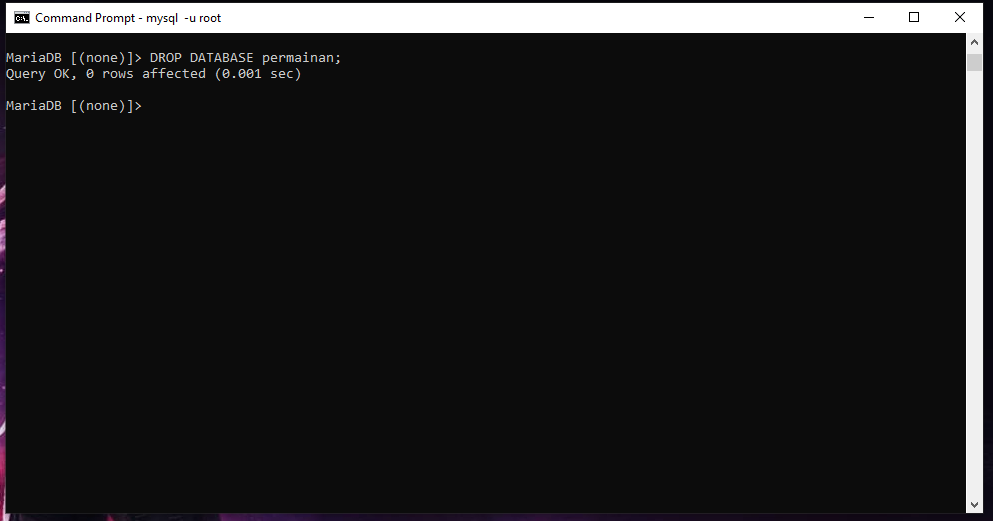 Command Prompt - mysql  -u root
MariaDB [(none)]> DROP DATABASE permainan;
Query OK, 0 rows affected (0.001 sec)
MariaDB [(none)]>